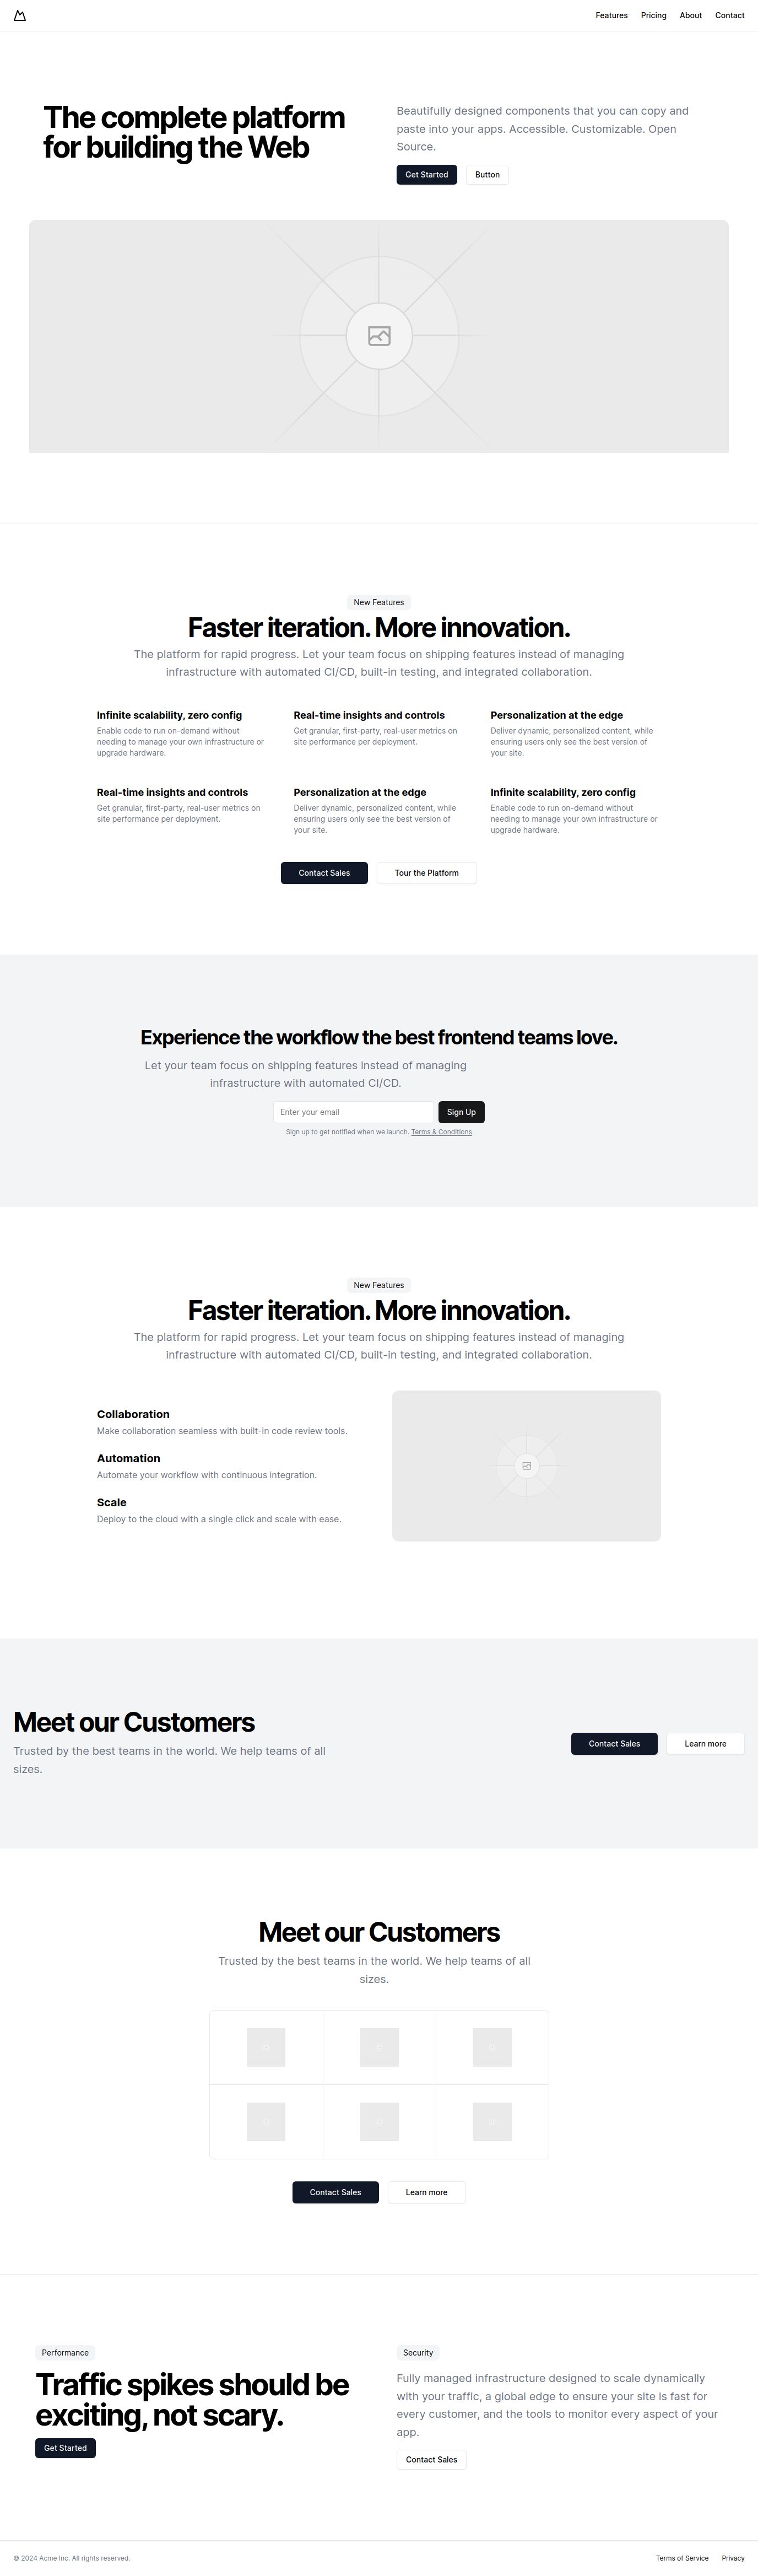 Features Pricing About Contact
The complete platform
for building the Web
Beautifully designed components that you can copy and
paste into your apps. Accessible. Customizable. Open
Source.
Get Started Button
New Features
Faster iteration. More innovation.
The platform for rapid progress. Let your team focus on shipping features instead of managing
infrastructure with automated CI/CD, built-in testing, and integrated collaboration.
Infinite scalability, zero config
Enable code to run on-demand without
needing to manage your own infrastructure or
upgrade hardware.
Real-time insights and controls
Get granular, first-party, real-user metrics on
site performance per deployment.
Personalization at the edge
Deliver dynamic, personalized content, while
ensuring users only see the best version of
your site.
Real-time insights and controls
Get granular, first-party, real-user metrics on
site performance per deployment.
Personalization at the edge
Deliver dynamic, personalized content, while
ensuring users only see the best version of
your site.
Infinite scalability, zero config
Enable code to run on-demand without
needing to manage your own infrastructure or
upgrade hardware.
Contact Sales Tour the Platform
Experience the workflow the best frontend teams love.
Let your team focus on shipping features instead of managing
infrastructure with automated CI/CD.
Enter your email Sign Up
Sign up to get notified when we launch. Terms & Conditions
New Features
Faster iteration. More innovation.
The platform for rapid progress. Let your team focus on shipping features instead of managing
infrastructure with automated CI/CD, built-in testing, and integrated collaboration.
Collaboration
Make collaboration seamless with built-in code review tools.
Automation
Automate your workflow with continuous integration.
Scale
Deploy to the cloud with a single click and scale with ease.
Meet our Customers
Trusted by the best teams in the world. We help teams of all
sizes.
Contact Sales Learn more
Meet our Customers
Trusted by the best teams in the world. We help teams of all
sizes.
Contact Sales Learn more
Performance
Traffic spikes should be
exciting, not scary.
Get Started
Security
Fully managed infrastructure designed to scale dynamically
with your traffic, a global edge to ensure your site is fast for
every customer, and the tools to monitor every aspect of your
app.
Contact Sales
© 2024 Acme Inc. All rights reserved.
Terms of Service Privacy